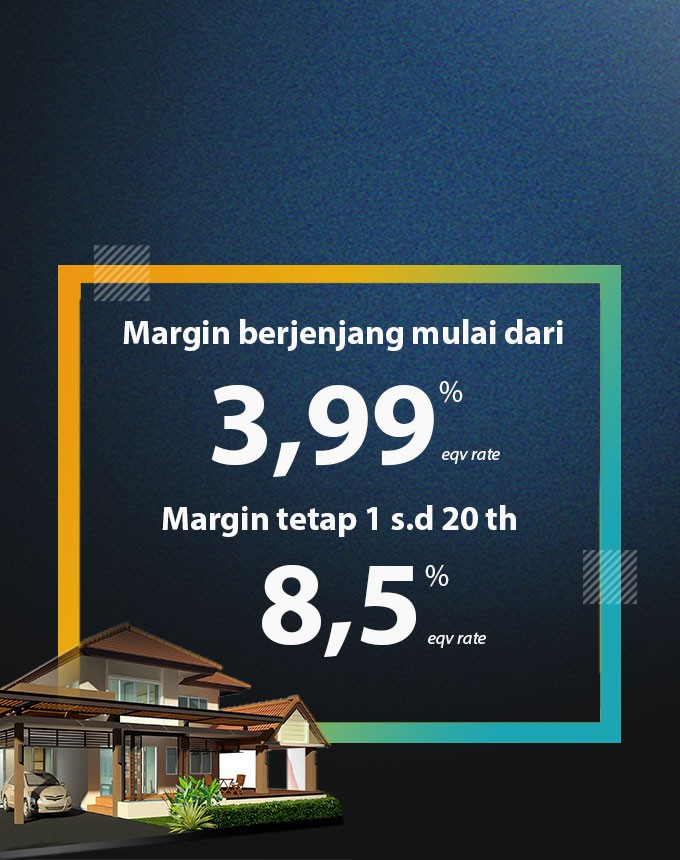 Margin berjenjang mulai dari
3,99%
eqv rate
Margin tetap 1 s.d 20 th
8,5%
eqv rate